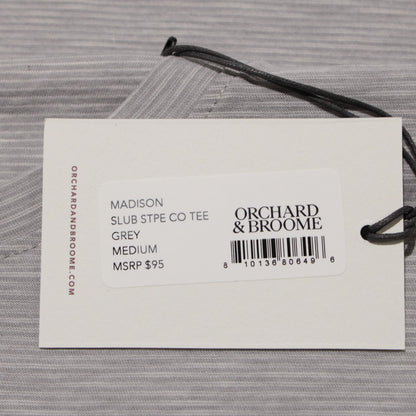 ORCHARDANDBROOME.COM
MADISON
SLUB STPE CO TEE
GREY
MEDIUM
MSRP $95
ORCHARD
& BROOME
8 10136 80649 6